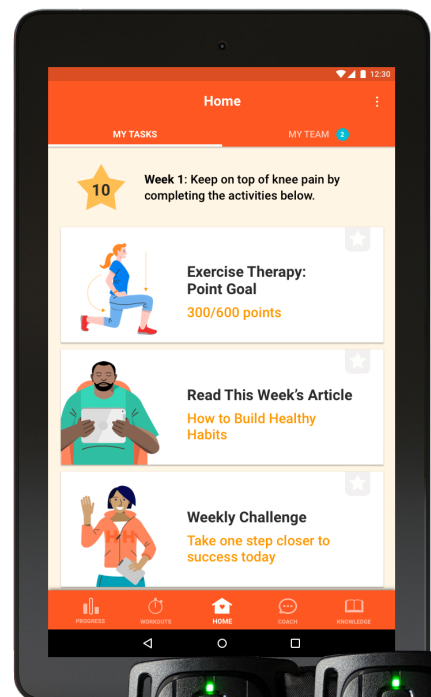 12:30
Home
MY TASKS
MY TEAM 2
10
Week 1: Keep on top of knee pain by
completing the activities below.
Exercise Therapy:
Point Goal
300/600 points
Read This Week's Article
How to Build Healthy
Habits
H H
Weekly Challenge
Take one step closer to
success today
PROGRESS
WORKOUTS
HOME
COACH
KNOWLEDGE